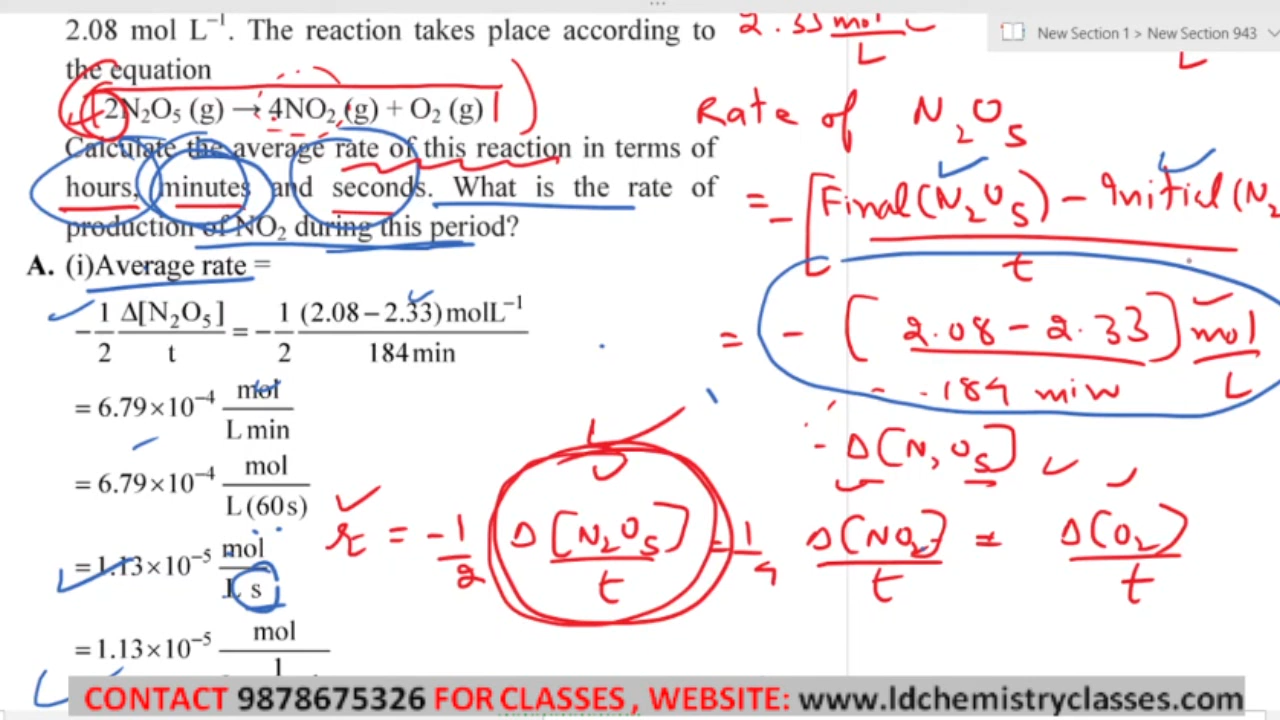 2.08 mol L⁻¹. The reaction takes place according to
the equation
2N₂O₅ (g) → 4NO₂ (g) + O₂ (g)
Calculate the average rate of this reaction in terms of
hours, minutes and seconds. What is the rate of
production of NO₂ during this period?
A. (i)Average rate =
-1/2 Δ[N₂O₅]/t = -1/2 (2.08-2.33)molL⁻¹/184min
= 6.79×10⁻⁴ mol/L min
= 6.79×10⁻⁴ mol/L(60s)
= 1.13×10⁻⁵ mol/L s
= 1.13×10⁻⁵ mol/1
2.33 mol/L
L
New Section 1 > New Section 943
Rate of N₂O₅
= -[Final(N₂O₅) - Initial(N₂
t
= - [2.08 - 2.33] mol/L
184 min
- Δ[N₂O₅]
r = -1/2 Δ[N₂O₅]/t = 1/4 Δ(NO₂)/t = Δ(O₂)/t
CONTACT 9878675326 FOR CLASSES , WEBSITE: www.ldchemistryclasses.com